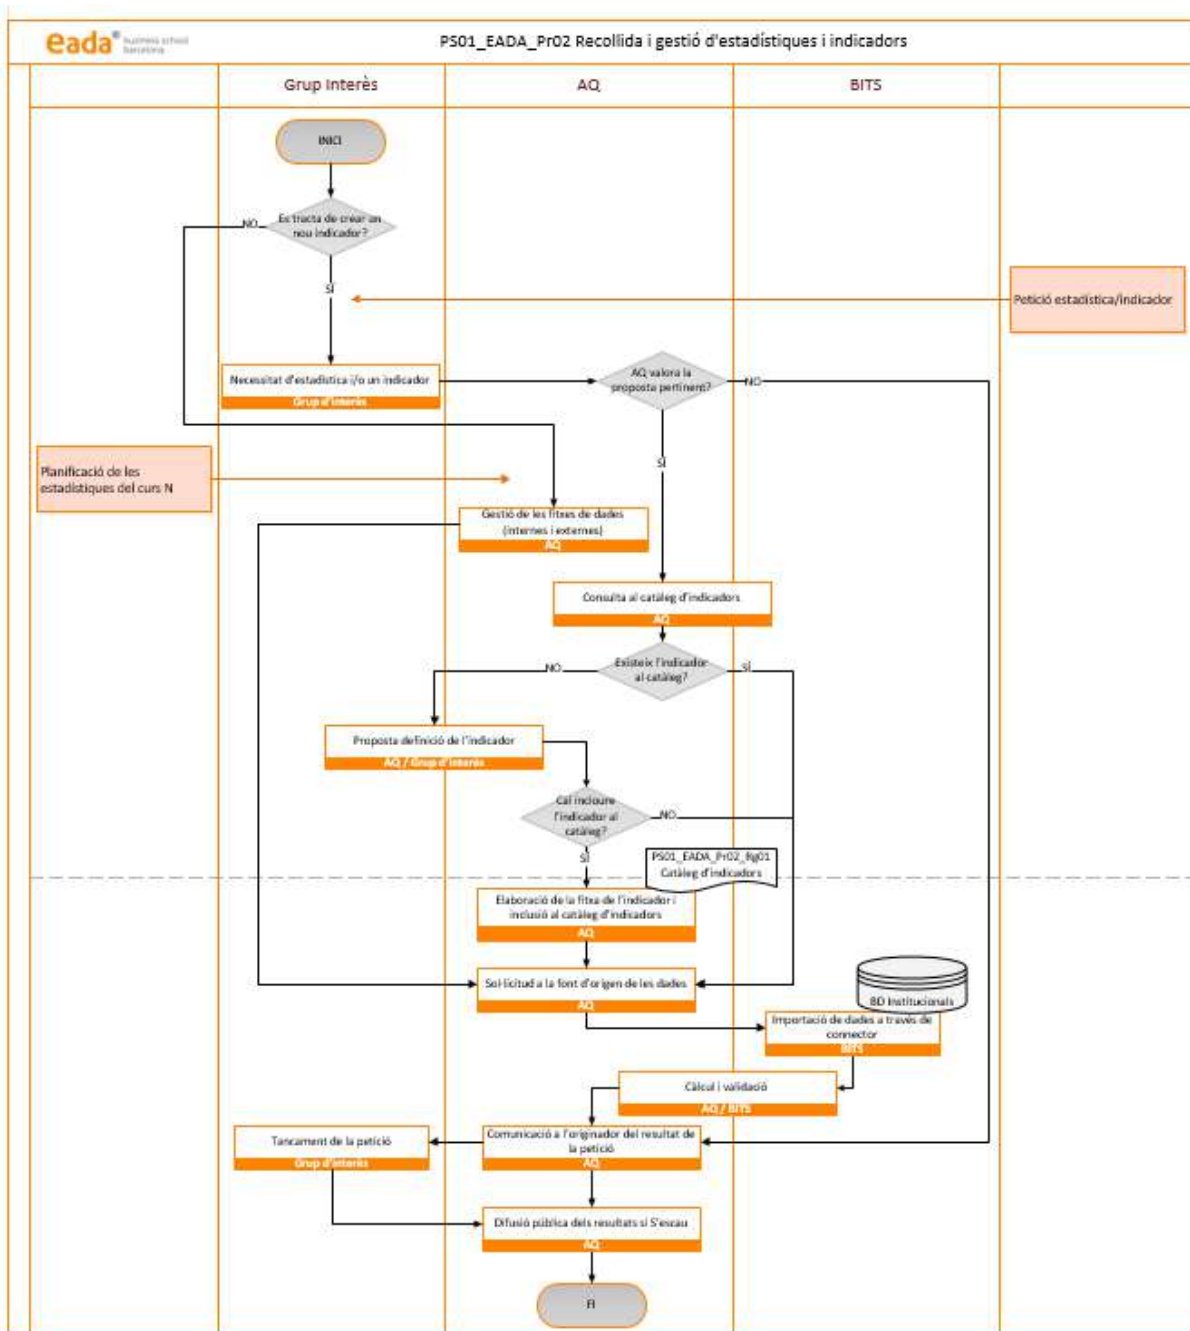 eada business school
barcelona
PS01_EADA_Pr02 Recollida i gestió d'estadístiques i indicadors
Grup Interès
AQ
BITS
INICI
Es tracta de crear un
nou indicador?
NO
SÍ
Petició estadística/indicador
Necessitat d'estadística i/o un indicador
Grup d'interès
AQ valora la
proposta pertinent?
NO
SÍ
Planificació de les
estadístiques del curs N
Gestió de les fitxes de dades
(internes i externes)
AQ
Consulta al catàleg d'indicadors
AQ
Existeix l'indicador
al catàleg?
NO
SÍ
Proposta definició de l'indicador
AQ / Grup d'interès
Cal incloure
l'indicador al
catàleg?
NO
SÍ
PS01_EADA_Pr02_Rg01
Catàleg d'indicadors
Elaboració de la fitxa de l'indicador i
inclusió al catàleg d'indicadors
AQ
Sol·licitud a la font d'origen de les dades
AQ
BD Institucionals
Importació de dades a través de
connector
BITS
Càlcul i validació
AQ / BITS
Tancament de la petició
Grup d'interès
Comunicació a l'originador del resultat de
la petició
AQ
Difusió pública dels resultats si S'escau
AQ
FI